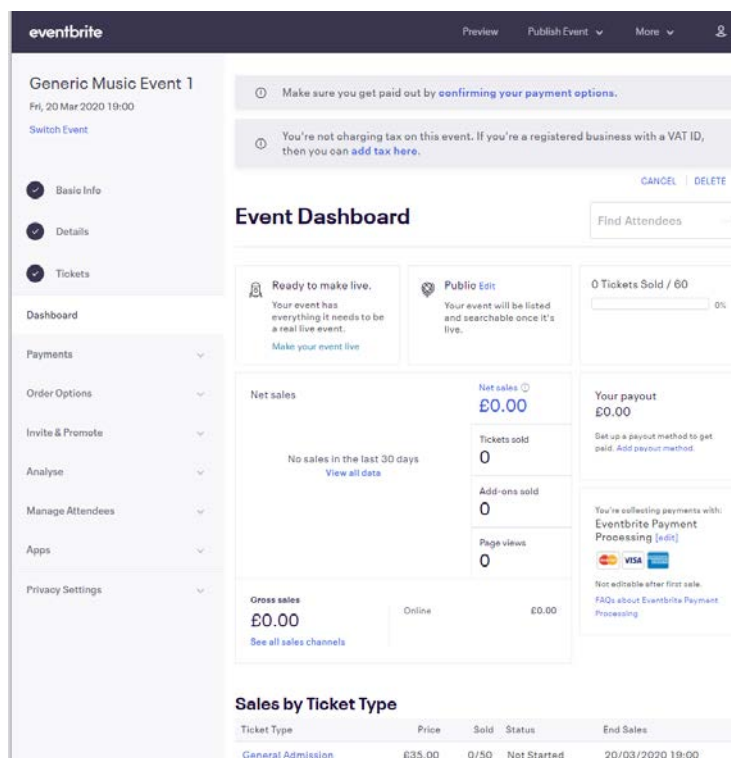 eventbrite
Preview
Publish Event
More
Generic Music Event 1
Fri, 20 Mar 2020 19:00
Switch Event
Basic Info
Details
Tickets
Dashboard
Payments
Order Options
Invite & Promote
Analyse
Manage Attendees
Apps
Privacy Settings
Make sure you get paid out by confirming your payment options.
You're not charging tax on this event. If you're a registered business with a VAT ID,
then you can add tax here.
CANCEL | DELETE
Event Dashboard
Find Attendees
Ready to make live.
Your event has
everything it needs to be
a real live event.
Make your event live
Public Edit
Your event will be listed
and searchable once it's
live.
0 Tickets Sold / 60
0%
Net sales
No sales in the last 30 days
View all data
Net sales
£0.00
Tickets sold
0
Add-ons sold
0
Page views
0
Your payout
£0.00
Set up a payout method to get
paid. Add payout method.
You're collecting payments with:
Eventbrite Payment
Processing [edit]
VISA
Not editable after first sale.
FAQs about Eventbrite Payment
Processing
Gross sales
£0.00
See all sales channels
Online £0.00
Sales by Ticket Type
Ticket Type Price Sold Status End Sales
General Admission £35.00 0/50 Not Started 20/03/2020 19:00